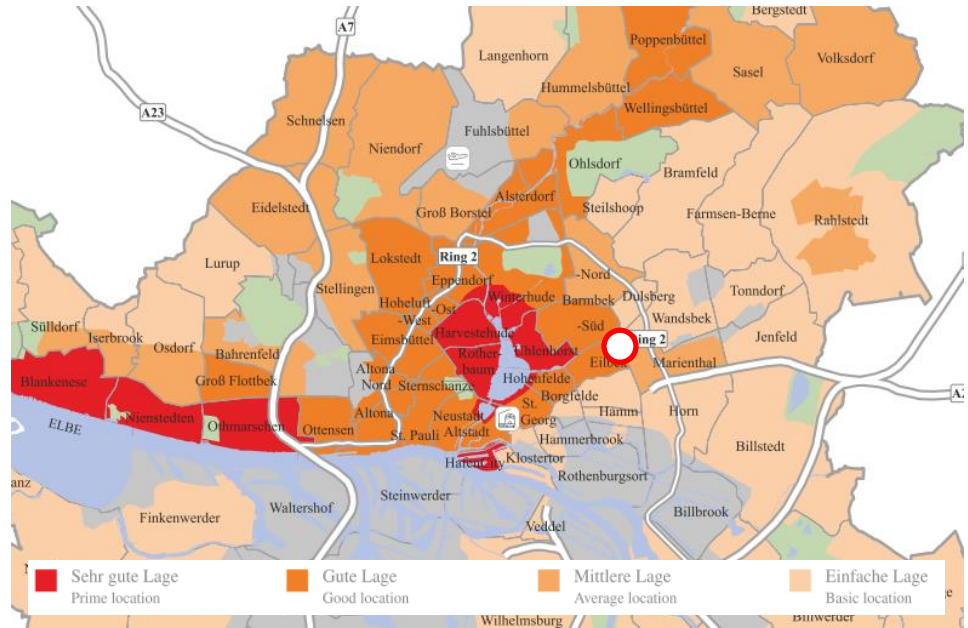 Bergstedt
A7
Langenhorn
Poppenbüttel
Sasel
Volksdorf
Hummelsbüttel
A23
Schnelsen
Fuhlsbüttel
Wellingsbüttel
Niendorf
Ohlsdorf
Bramfeld
Alsterdorf
Eidelstedt
Groß Borstel
Steilshoop
Farmsen-Berne
Rahlstedt
Lokstedt
Ring 2
Lurup
Stellingen
Eppendorf
-Nord
Hoheluft
-Ost
-West
Winterhude
Barmbek
Dulsberg
Tonndorf
Wandsbek
Sülldorf
Iserbrook
Osdorf
Bahrenfeld
Eimsbüttel
Harvestehude
-Süd
Jenfeld
ing 2
Rother-
baum
Uhlenhorst
Eilbek
Marienthal
Blankenese
Groß Flottbek
Altona
Nord
Sternschanze
Hohenfelde
Borgfelde
Nienstedten
Othmarschen
Ottensen
Altona
Neustadt
St.
Georg
Hamm
Horn
ELBE
St. Pauli
Altstadt
Hammerbrook
Billstedt
HafenCity
Klostertor
Rothenburgsort
Steinwerder
Waltershof
Finkenwerder
Veddel
Billbrook
Sehr gute Lage
Prime location
Gute Lage
Good location
Mittlere Lage
Average location
Einfache Lage
Basic location
Wilhelmsburg
Billwerder